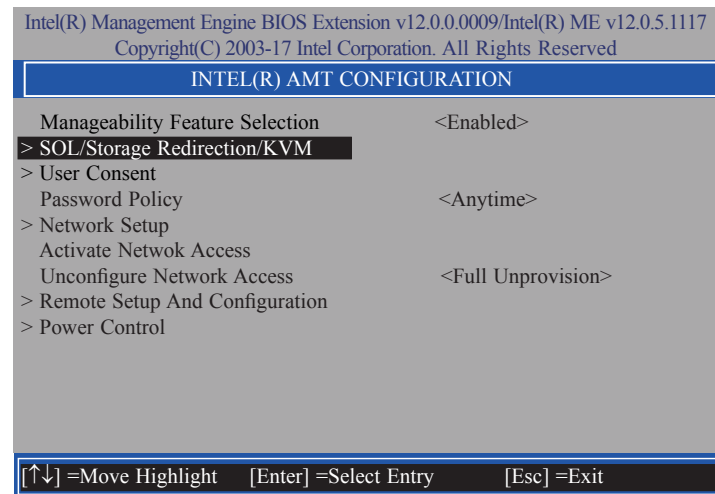 Intel(R) Management Engine BIOS Extension v12.0.0.0009/Intel(R) ME v12.0.5.1117
Copyright(C) 2003-17 Intel Corporation. All Rights Reserved
INTEL(R) AMT CONFIGURATION
Manageability Feature Selection <Enabled>
> SOL/Storage Redirection/KVM
> User Consent
Password Policy <Anytime>
> Network Setup
Activate Netwok Access
Unconfigure Network Access <Full Unprovision>
> Remote Setup And Configuration
> Power Control
[↑↓] =Move Highlight [Enter] =Select Entry [Esc] =Exit